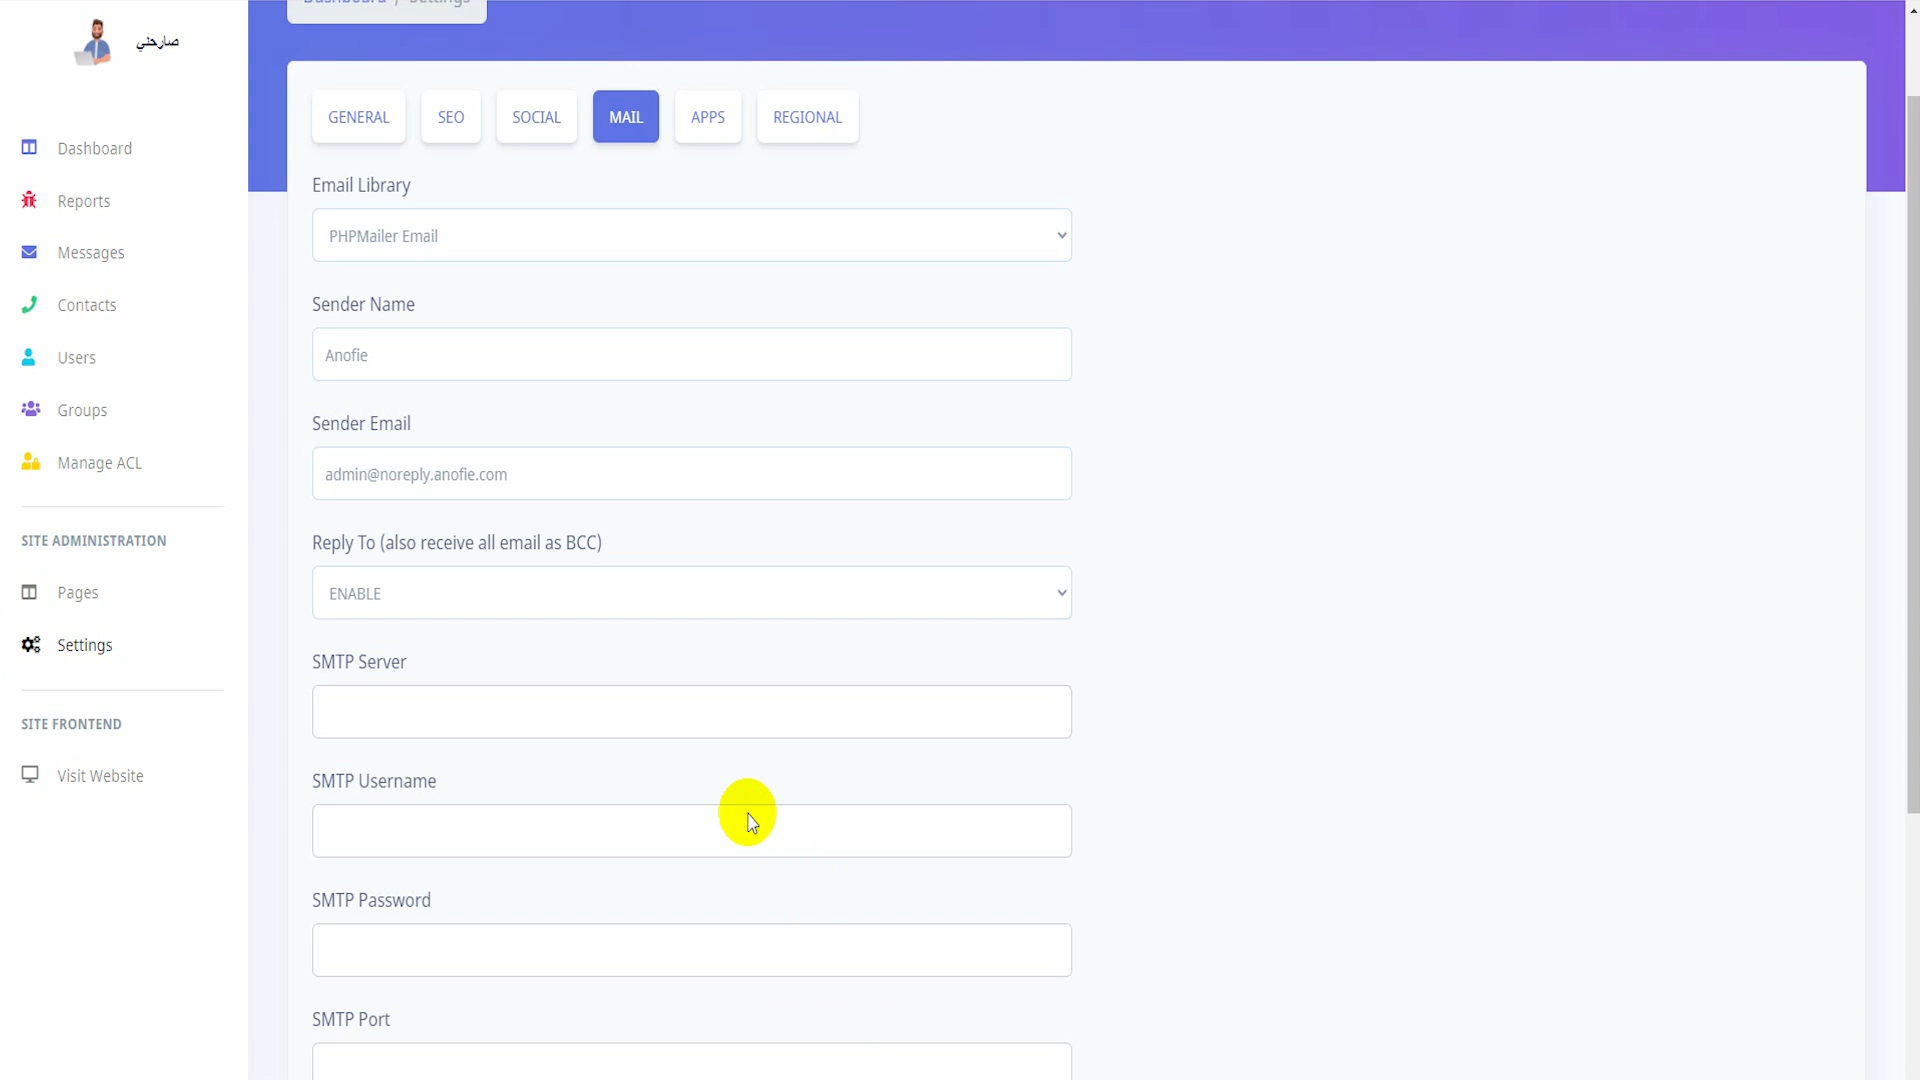 صارحني
Dashboard
Reports
Messages
Contacts
Users
Groups
Manage ACL
SITE ADMINISTRATION
Pages
Settings
SITE FRONTEND
Visit Website
Dashboard / Settings
GENERAL
SEO
SOCIAL
MAIL
APPS
REGIONAL
Email Library
PHPMailer Email
Sender Name
Anofie
Sender Email
admin@noreply.anofie.com
Reply To (also receive all email as BCC)
ENABLE
SMTP Server
SMTP Username
SMTP Password
SMTP Port